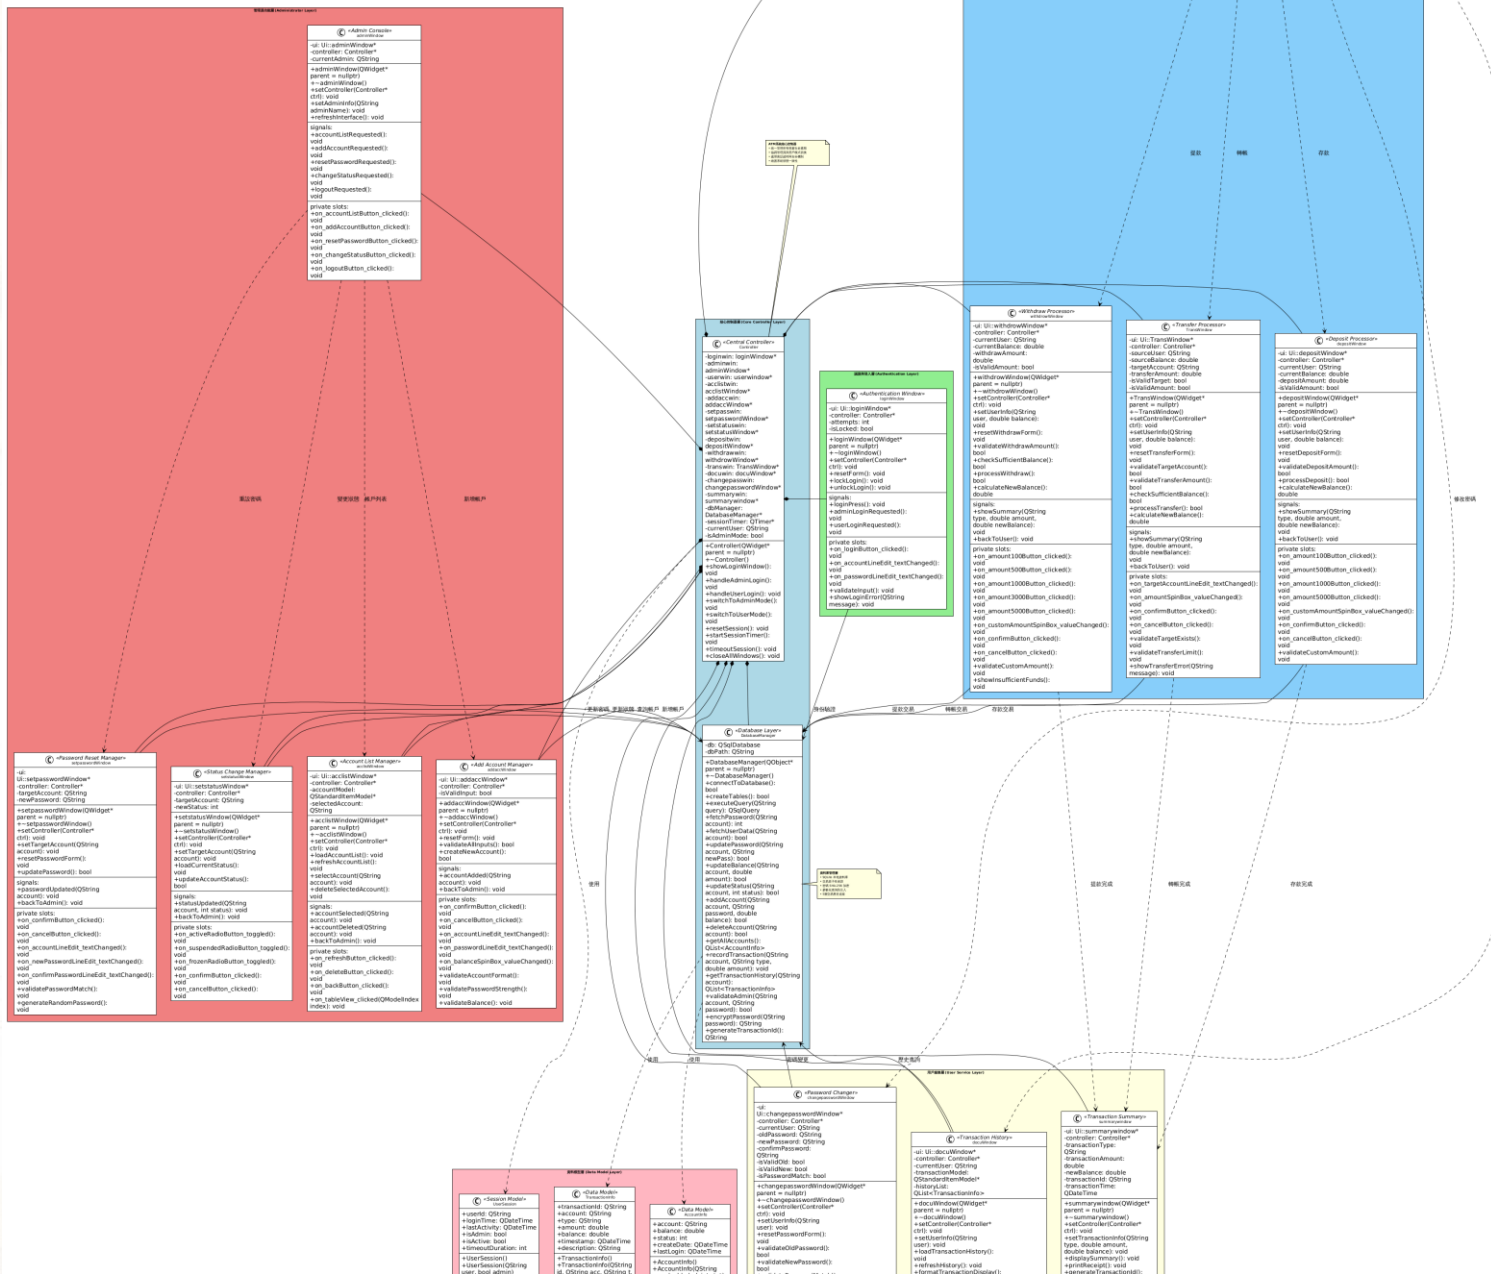 (Administrator Layer)
«Admin Console»
adminWindow
-ui: Ui::adminWindow*
-controller: Controller*
-currentAdmin: QString
+adminWindow(QWidget*
parent = nullptr)
+~adminWindow()
+setController(Controller*
ctrl): void
+setAdminInfo(QString
adminName): void
+refreshInterface(): void
signals:
+accountListRequested():
void
+addAccountRequested():
void
+resetPasswordRequested():
void
+changeStatusRequested():
void
+logoutRequested():
void
private slots:
+on_accountListButton_clicked():
void
+on_addAccountButton_clicked():
void
+on_resetPasswordButton_clicked():
void
+on_changeStatusButton_clicked():
void
+on_logoutButton_clicked():
void
提款
轉帳
存款
重設密碼
變更狀態
帳戶列表
新增帳戶
修改密碼
(Core Controller Layer)
«Central Controller»
Controller
-loginwin: loginWindow*
-adminwin:
adminWindow*
-userwin: userwindow*
-acclistwin:
acclistWindow*
-addaccwin:
addaccWindow*
-setpasswin:
setpasswordWindow*
-setstatuswin:
setstatusWindow*
-depositwin:
depositWindow*
-withdrawwin:
withdrowWindow*
-transwin: TransWindow*
-docuwin: docuWindow*
-changepasswin:
changepasswordWindow*
-summarywin:
summarywindow*
-dbManager:
DatabaseManager*
-sessionTimer: QTimer*
-currentUser: QString
-isAdminMode: bool
+Controller(QWidget*
parent = nullptr)
+~Controller()
+showLoginWindow():
void
+handleAdminLogin():
void
+handleUserLogin(): void
+switchToAdminMode():
void
+switchToUserMode():
void
+resetSession(): void
+startSessionTimer():
void
+timeoutSession(): void
+closeAllWindows(): void
(Authentication Layer)
«Authentication Window»
loginWindow
-ui: Ui::loginWindow*
-controller: Controller*
-attempts: int
-isLocked: bool
+loginWindow(QWidget*
parent = nullptr)
+~loginWindow()
+setController(Controller*
ctrl): void
+resetForm(): void
+lockLogin(): void
+unlockLogin(): void
signals:
+loginPress(): void
+adminLoginRequested():
void
+userLoginRequested():
void
private slots:
+on_loginButton_clicked():
void
+on_accountLineEdit_textChanged():
void
+on_passwordLineEdit_textChanged():
void
+validateInput(): void
+showLoginError(QString
message): void
«Withdraw Processor»
withdrowWindow
-ui: Ui::withdrowWindow*
-controller: Controller*
-currentUser: QString
-currentBalance: double
-withdrawAmount:
double
-isValidAmount: bool
+withdrowWindow(QWidget*
parent = nullptr)
+~withdrowWindow()
+setController(Controller*
ctrl): void
+setUserInfo(QString
user, double balance):
void
+resetWithdrawForm():
void
+validateWithdrawAmount():
bool
+checkSufficientBalance():
bool
+processWithdraw(): bool
+calculateNewBalance():
double
signals:
+showSummary(QString
type, double amount,
double newBalance):
void
+backToUser(): void
private slots:
+on_amount100Button_clicked():
void
+on_amount500Button_clicked():
void
+on_amount1000Button_clicked():
void
+on_amount3000Button_clicked():
void
+on_amount5000Button_clicked():
void
+on_customAmountSpinBox_valueChanged():
void
+on_confirmButton_clicked():
void
+on_cancelButton_clicked():
void
+validateCustomAmount():
void
+showInsufficientFunds():
void
«Transfer Processor»
TransWindow
-ui: Ui::TransWindow*
-controller: Controller*
-sourceUser: QString
-sourceBalance: double
-targetAccount: QString
-transferAmount: double
-isValidTarget: bool
-isValidAmount: bool
+TransWindow(QWidget*
parent = nullptr)
+~TransWindow()
+setController(Controller*
ctrl): void
+setUserInfo(QString
user, double balance):
void
+resetTransferForm():
void
+validateTargetAccount():
bool
+validateTransferAmount():
bool
+checkSufficientBalance():
bool
+processTransfer(): bool
+calculateNewBalance():
double
signals:
+showSummary(QString
type, double amount,
double newBalance):
void
+backToUser(): void
private slots:
+on_targetAccountLineEdit_textChanged():
void
+on_amountSpinBox_valueChanged():
void
+on_confirmButton_clicked():
void
+on_cancelButton_clicked():
void
+validateTargetExists():
void
+validateTransferLimit():
void
+showTransferError(QString
message): void
«Deposit Processor»
depositWindow
-ui: Ui::depositWindow*
-controller: Controller*
-currentUser: QString
-currentBalance: double
-depositAmount: double
-isValidAmount: bool
+depositWindow(QWidget*
parent = nullptr)
+~depositWindow()
+setController(Controller*
ctrl): void
+setUserInfo(QString
user, double balance):
void
+resetDepositForm():
void
+validateDepositAmount():
bool
+processDeposit(): bool
+calculateNewBalance():
double
signals:
+showSummary(QString
type, double amount,
double newBalance):
void
+backToUser(): void
private slots:
+on_amount100Button_clicked():
void
+on_amount500Button_clicked():
void
+on_amount1000Button_clicked():
void
+on_amount5000Button_clicked():
void
+on_customAmountSpinBox_valueChanged():
void
+on_confirmButton_clicked():
void
+on_cancelButton_clicked():
void
+validateCustomAmount():
void
更新密碼
更新狀態
查詢帳戶
新增帳戶
身份驗證
提款交易
轉帳交易
存款交易
«Password Reset Manager»
setpasswordWindow
-ui:
Ui::setpasswordWindow*
-controller: Controller*
-targetAccount: QString
-newPassword: QString
+setpasswordWindow(QWidget*
parent = nullptr)
+~setpasswordWindow()
+setController(Controller*
ctrl): void
+setTargetAccount(QString
account): void
+resetPasswordForm():
void
+updatePassword(): bool
signals:
+passwordUpdated(QString
account): void
+backToAdmin(): void
private slots:
+on_confirmButton_clicked():
void
+on_cancelButton_clicked():
void
+on_accountLineEdit_textChanged():
void
+on_newPasswordLineEdit_textChanged():
void
+on_confirmPasswordLineEdit_textChanged():
void
+validatePasswordMatch():
void
+generateRandomPassword():
void
«Status Change Manager»
setstatusWindow
-ui: Ui::setstatusWindow*
-controller: Controller*
-targetAccount: QString
-newStatus: int
+setstatusWindow(QWidget*
parent = nullptr)
+~setstatusWindow()
+setController(Controller*
ctrl): void
+setTargetAccount(QString
account): void
+loadCurrentStatus():
void
+updateAccountStatus():
bool
signals:
+statusUpdated(QString
account, int status): void
+backToAdmin(): void
private slots:
+on_activeRadioButton_toggled():
void
+on_suspendedRadioButton_toggled():
void
+on_frozenRadioButton_toggled():
void
+on_confirmButton_clicked():
void
+on_cancelButton_clicked():
void
«Account List Manager»
acclistWindow
-ui: Ui::acclistWindow*
-controller: Controller*
-accountModel:
QStandardItemModel*
-selectedAccount:
QString
+acclistWindow(QWidget*
parent = nullptr)
+~acclistWindow()
+setController(Controller*
ctrl): void
+loadAccountList(): void
+refreshAccountList():
void
+selectAccount(QString
account): void
+deleteSelectedAccount():
void
signals:
+accountSelected(QString
account): void
+accountDeleted(QString
account): void
+backToAdmin(): void
private slots:
+on_refreshButton_clicked():
void
+on_deleteButton_clicked():
void
+on_backButton_clicked():
void
+on_tableView_clicked(QModelIndex
index): void
«Add Account Manager»
addaccWindow
-ui: Ui::addaccWindow*
-controller: Controller*
-isValidInput: bool
+addaccWindow(QWidget*
parent = nullptr)
+~addaccWindow()
+setController(Controller*
ctrl): void
+resetForm(): void
+validateAllInputs(): bool
+createNewAccount():
bool
signals:
+accountAdded(QString
account): void
+backToAdmin(): void
private slots:
+on_confirmButton_clicked():
void
+on_cancelButton_clicked():
void
+on_accountLineEdit_textChanged():
void
+on_passwordLineEdit_textChanged():
void
+on_balanceSpinBox_valueChanged():
void
+validateAccountFormat():
void
+validatePasswordStrength():
void
+validateBalance(): void
«Database Layer»
DatabaseManager
-db: QSqlDatabase
-dbPath: QString
+DatabaseManager(QObject*
parent = nullptr)
+~DatabaseManager()
+connectToDatabase():
bool
+createTables(): bool
+executeQuery(QString
query): QSqlQuery
+fetchPassword(QString
account): int
+fetchUserData(QString
account): bool
+updatePassword(QString
account, QString
newPass): bool
+updateBalance(QString
account, double
amount): bool
+updateStatus(QString
account, int status): bool
+addAccount(QString
account, QString
password, double
balance): bool
+deleteAccount(QString
account): bool
+getAllAccounts():
QList<AccountInfo>
+recordTransaction(QString
account, QString type,
double amount): void
+getTransactionHistory(QString
account):
QList<TransactionInfo>
+validateAdmin(QString
account, QString
password): bool
+encryptPassword(QString
password): QString
+generateTransactionId():
QString
使用
提款完成
轉帳完成
存款完成
使用
使用
密碼變更
歷史查詢
(User Service Layer)
«Password Changer»
changepasswordWindow
-ui:
Ui::changepasswordWindow*
-controller: Controller*
-currentUser: QString
-oldPassword: QString
-newPassword: QString
-confirmPassword:
QString
-isValidOld: bool
-isValidNew: bool
-isPasswordMatch: bool
+changepasswordWindow(QWidget*
parent = nullptr)
+~changepasswordWindow()
+setController(Controller*
ctrl): void
+setUserInfo(QString
user): void
+resetPasswordForm():
void
+validateOldPassword():
bool
+validateNewPassword():
bool
«Transaction History»
docuWindow
-ui: Ui::docuWindow*
-controller: Controller*
-currentUser: QString
-transactionModel:
QStandardItemModel*
-historyList:
QList<TransactionInfo>
+docuWindow(QWidget*
parent = nullptr)
+~docuWindow()
+setController(Controller*
ctrl): void
+setUserInfo(QString
user): void
+loadTransactionHistory():
void
+refreshHistory(): void
+formatTransactionDisplay():
«Transaction Summary»
summarywindow
-ui: Ui::summarywindow*
-controller: Controller*
-transactionType:
QString
-transactionAmount:
double
-newBalance: double
-transactionId: QString
-transactionTime:
QDateTime
+summarywindow(QWidget*
parent = nullptr)
+~summarywindow()
+setController(Controller*
ctrl): void
+setTransactionInfo(QString
type, double amount,
double balance): void
+displaySummary(): void
+printReceipt(): void
+generateTransactionId():
(Data Model Layer)
«Session Model»
UserSession
+userId: QString
+loginTime: QDateTime
+lastActivity: QDateTime
+isAdmin: bool
+isActive: bool
+timeoutDuration: int
+UserSession()
+UserSession(QString
user, bool admin)
«Data Model»
TransactionInfo
+transactionId: QString
+account: QString
+type: QString
+amount: double
+balance: double
+timestamp: QDateTime
+description: QString
+TransactionInfo()
+TransactionInfo(QString
id, QString acc, QString t,
«Data Model»
AccountInfo
+account: QString
+balance: double
+status: int
+createDate: QDateTime
+lastLogin: QDateTime
+AccountInfo()
+AccountInfo(QString